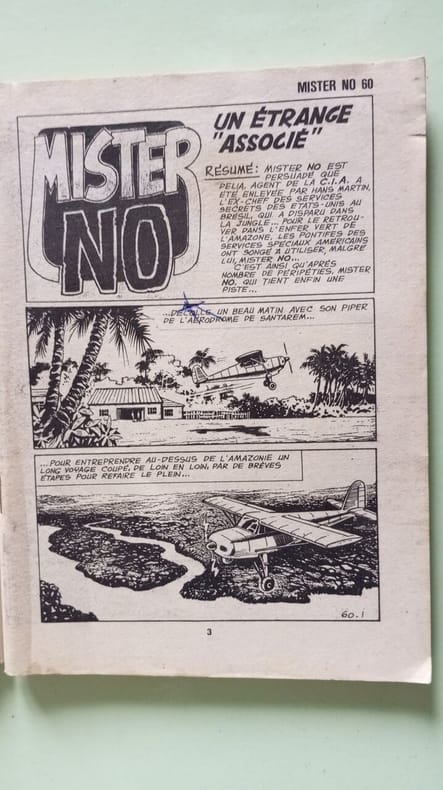 MISTER NO 60
MISTER
NO
UN ÉTRANGE
"ASSOCIÉ"
RÉSUMÉ: MISTER NO EST
PERSUADÉ QUE
DELIA, AGENT DE LA C.I.A. A
ÉTÉ ENLEVÉE PAR HANS MARTIN,
L'EX-CHEF DES SERVICES
SECRETS DES ÉTATS-UNIS AU
BRÉSIL, QUI A DISPARU DANS
LA JUNGLE... POUR LE RETROU-
VER DANS L'ENFER VERT DE
L'AMAZONE, LES PONTIFES DES
SERVICES SPÉCIAUX AMÉRICAINS
ONT SONGÉ À UTILISER, MALGRÉ
LUI, MISTER NO...
C'EST AINSI QU'APRÈS
NOMBRE DE PÉRIPÉTIES, MISTER
NO, QUI TIENT ENFIN UNE
PISTE...
...DÉCOLLE UN BEAU MATIN AVEC SON PIPER
DE L'AÉRODROME DE SANTAREM...
...POUR ENTREPRENDRE AU-DESSUS DE L'AMAZONIE UN
LONG VOYAGE COUPÉ, DE LOIN EN LOIN, PAR DE BRÈVES
ÉTAPES POUR REFAIRE LE PLEIN...
60.1
3